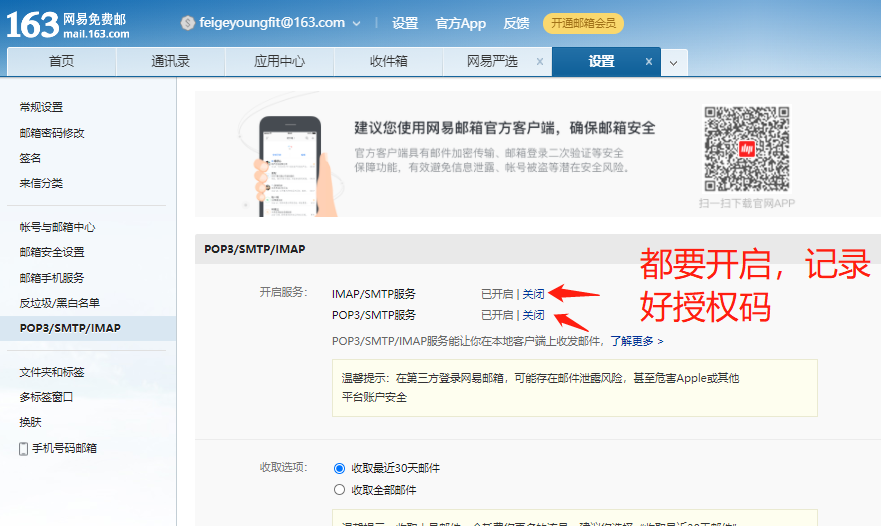 163 网易免费邮
mail.163.com
feigeyoungfit@163.com
设置 官方App 反馈 开通邮箱会员
首页 通讯录 应用中心 收件箱 网易严选 x 设置 x
常规设置
邮箱密码修改
签名
来信分类
帐号与邮箱中心
邮箱安全设置
邮箱手机服务
反垃圾/黑白名单
POP3/SMTP/IMAP
文件夹和标签
多标签窗口
换肤
手机号码邮箱
建议您使用网易邮箱官方客户端，确保邮箱安全
官方客户端具有邮件加密传输、邮箱登录二次验证等安全
保障功能，有效避免信息泄露、帐号被盗等潜在安全风险。
扫一扫下载官网APP
POP3/SMTP/IMAP
都要开启，记录
好授权码
开启服务： IMAP/SMTP服务 已开启 | 关闭
POP3/SMTP服务 已开启 | 关闭
POP3/SMTP/IMAP服务能让你在本地客户端上收发邮件，了解更多 >
温馨提示：在第三方登录网易邮箱，可能存在邮件泄露风险，甚至危害Apple或其他
平台账户安全
收取选项： 收取最近30天邮件
收取全部邮件